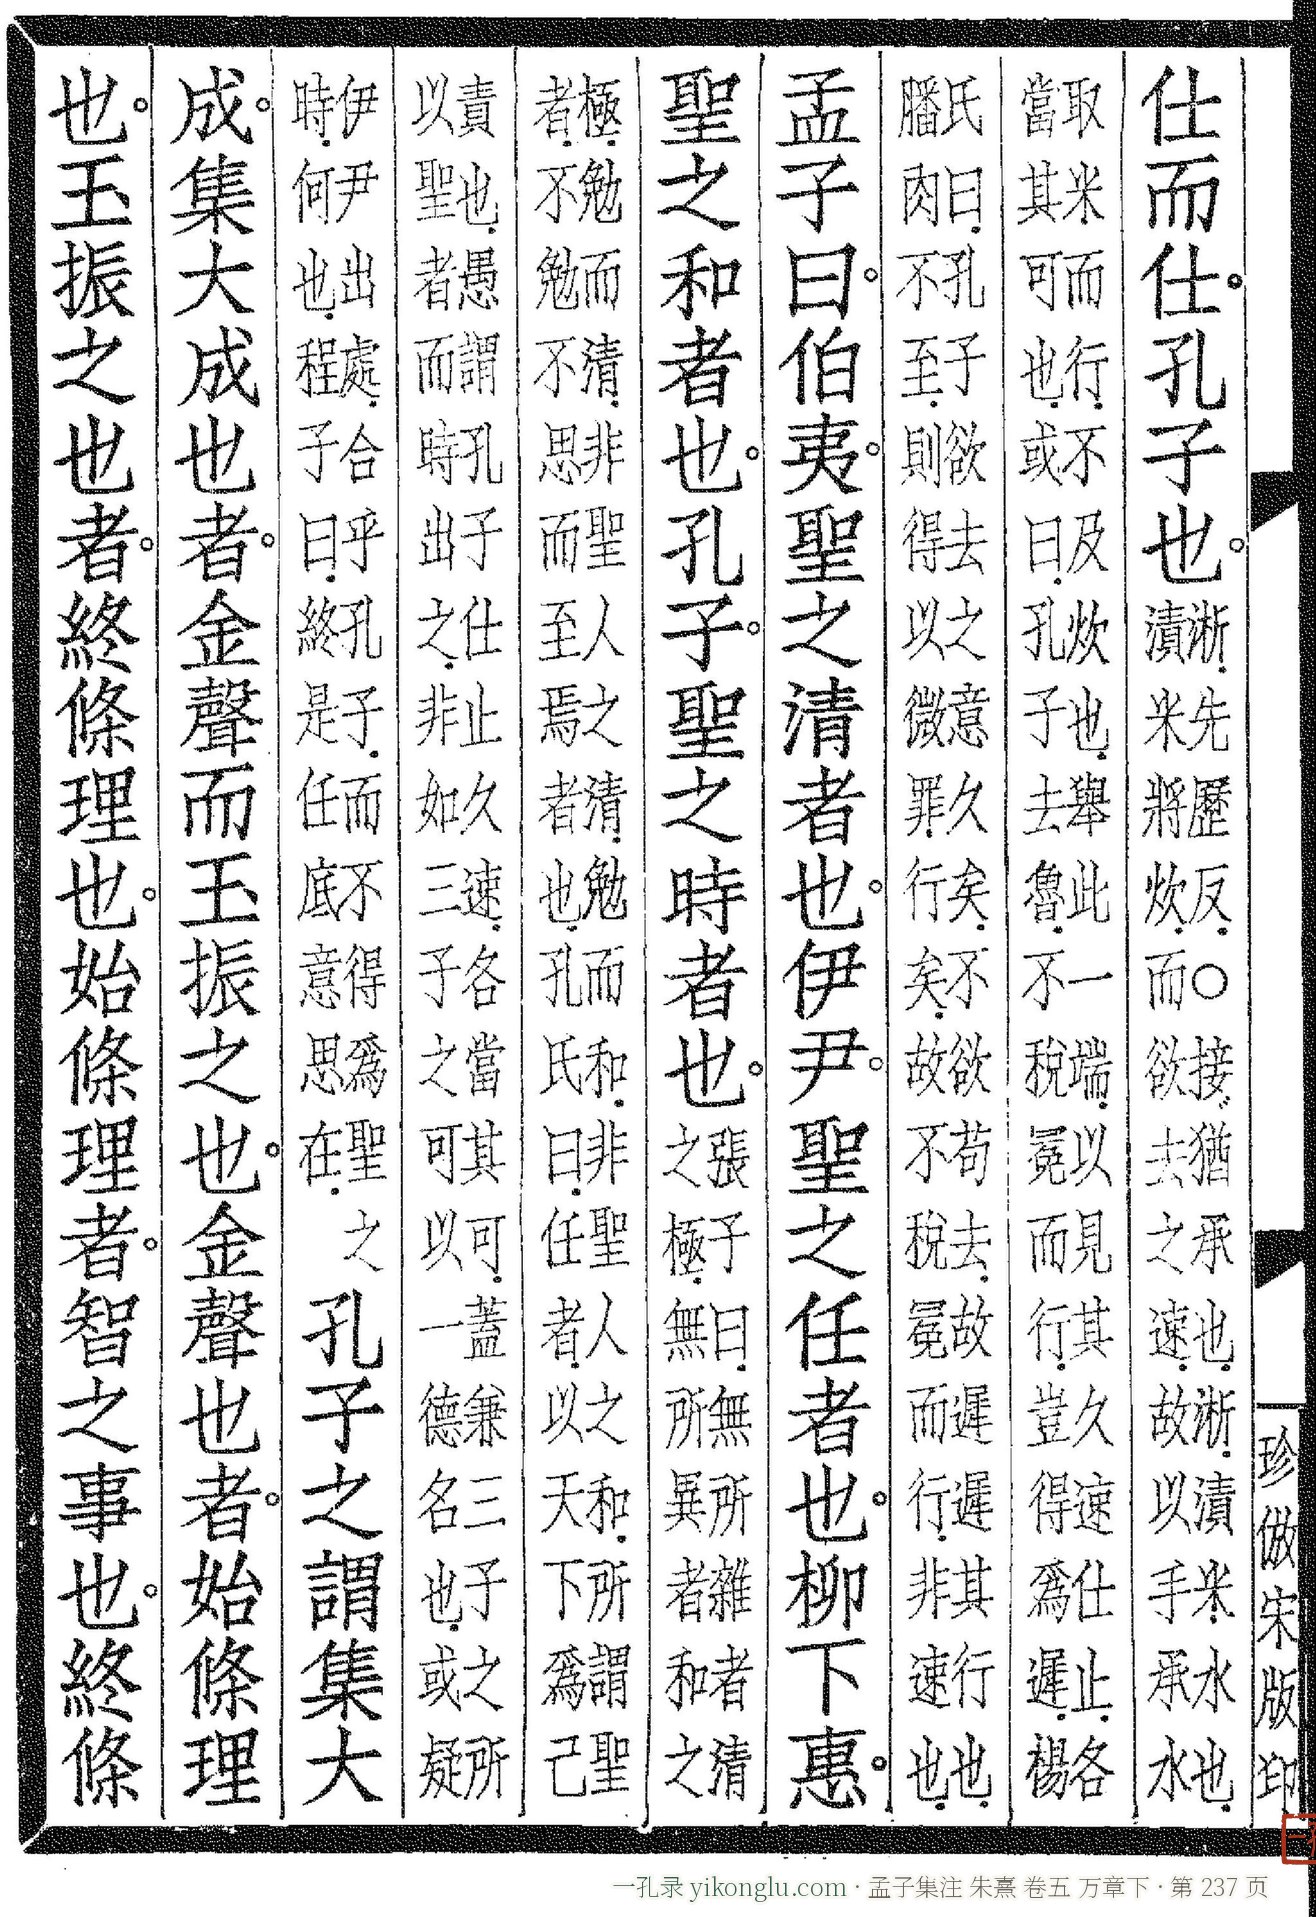 仕而仕。孔子也。淅.先歷反.○接.猶承也.淅.漬米.水也.
漬米將炊.而欲去之速.故以手承水
取米.而行.不及炊也.舉此一端.以見其久速仕止.各
當其可也.或曰.孔子去魯.不稅冕而行.豈得爲遲.楊
氏曰.孔子欲去之意久矣.不欲苟去.故遲遲其行也.
膰肉不至.則得以微罪.行矣.故不稅冕而行.非速也.
孟子曰。伯夷。聖之清者也。伊尹。聖之任者也。柳下惠。
聖之和者也。孔子。聖之時者也。張子曰.無所雜者清
之極.無所異者和之
極.勉而清.非聖人之清.勉而和.非聖人之和.所謂聖
者.不勉不思而至焉者也.孔氏曰.任者.以天下爲己
責也.愚謂孔子仕止久速.各當其可.蓋兼三子之所
以聖者而時出之.非如三子之可以一德名也.或疑
伊尹出處.合乎孔子.而不得爲聖之
時.何也.程子曰.終是任底意思在.
孔子之謂集大
成。集大成也者。金聲而玉振之也。金聲也者。始條理
也。玉振之也者。終條理也。始條理者。智之事也。終條
珍倣宋版印
一孔录 yikonglu.com · 孟子集注 朱熹 卷五 万章下 · 第 237 页